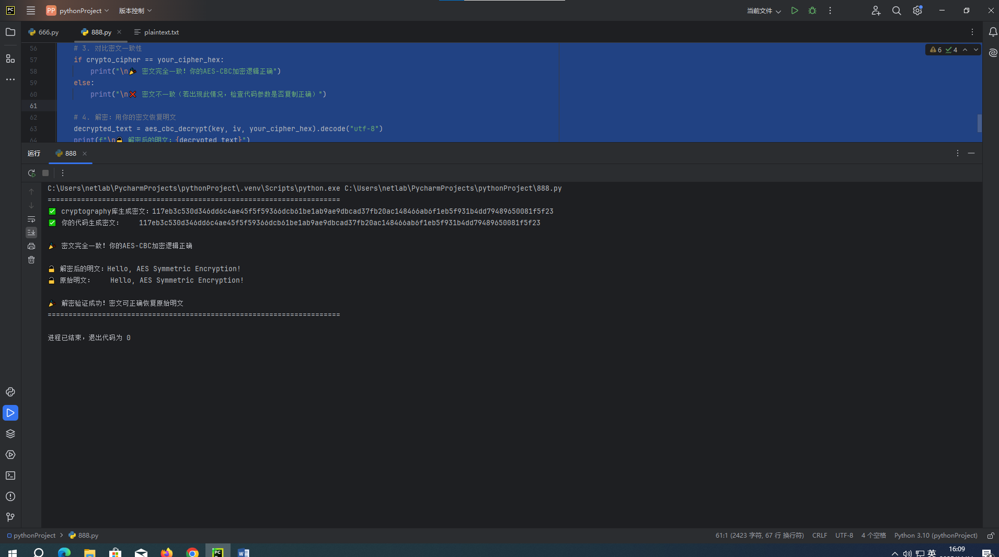 PC PP pythonProject 版本控制 当前文件
666.py 888.py plaintext.txt
56 # 3. 对比密文一致性
57 if crypto_cipher == your_cipher_hex:
58 print("\n🎉 密文完全一致！你的AES-CBC加密逻辑正确")
59 else:
60 print("\n❌ 密文不一致（若出现此情况，检查代码参数是否复制正确）")
61
62 # 4. 解密：用你的密文恢复明文
63 decrypted_text = aes_cbc_decrypt(key, iv, your_cipher_hex).decode("utf-8")
64 print(f"\n🔓 解密后的明文：{decrypted_text}")
6 4
运行 888
C:\Users\netlab\PycharmProjects\pythonProject\.venv\Scripts\python.exe C:\Users\netlab\PycharmProjects\pythonProject\888.py
======================================================================
✅ cryptography库生成密文：117eb3c530d346dd6c4ae45f5f59366dcb61be1ab9ae9dbcad37fb20ac148466ab6f1eb5f931b4dd79489650081f5f23
✅ 你的代码生成密文：    117eb3c530d346dd6c4ae45f5f59366dcb61be1ab9ae9dbcad37fb20ac148466ab6f1eb5f931b4dd79489650081f5f23
🎉 密文完全一致！你的AES-CBC加密逻辑正确
🔓 解密后的明文：Hello, AES Symmetric Encryption!
🔓 原始明文：    Hello, AES Symmetric Encryption!
🎉 解密验证成功！密文可正确恢复原始明文
======================================================================
进程已结束，退出代码为 0
pythonProject > 888.py 61:1 (2423 字符, 67 行 换行符) CRLF UTF-8 4 个空格 Python 3.10 (pythonProject)
英 16:09